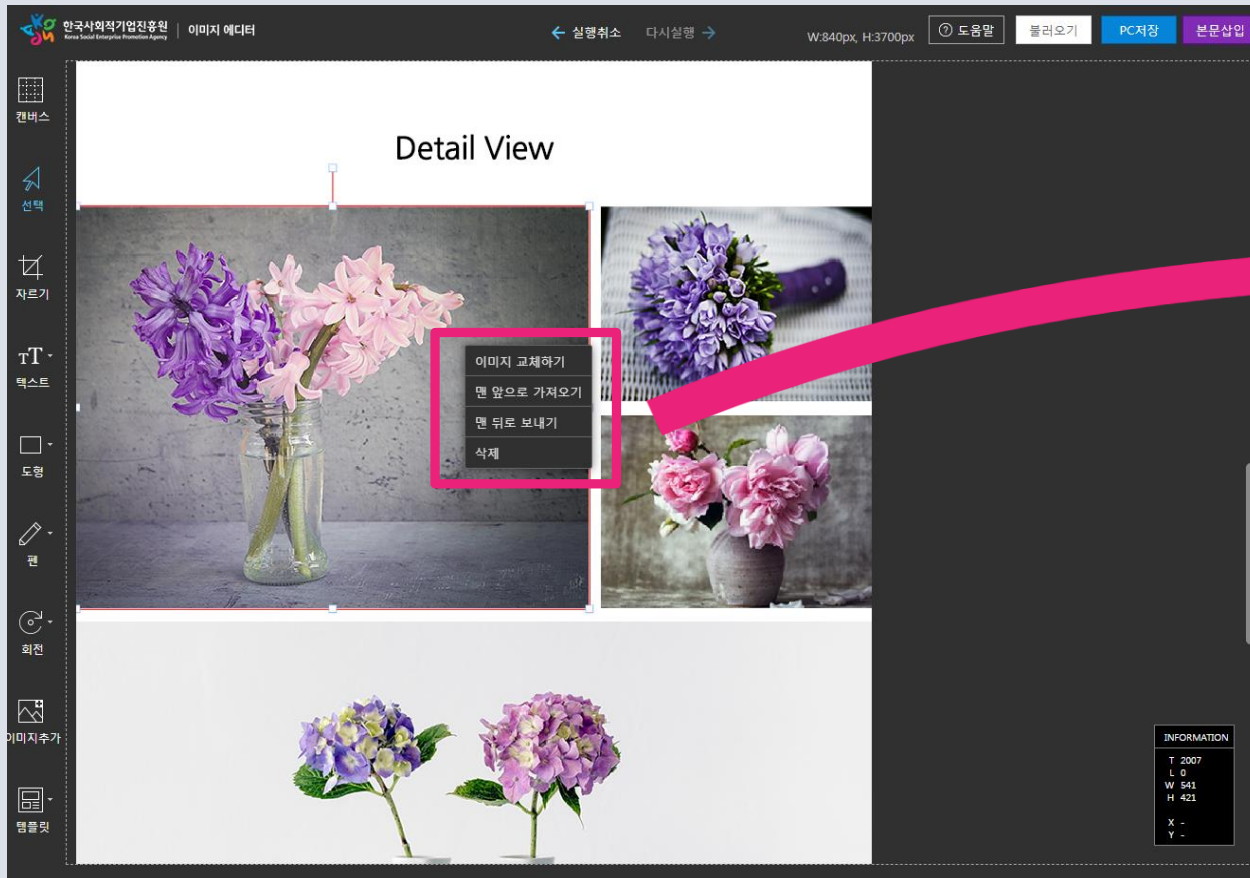 한국사회적기업진흥원
Korea Social Enterprise Promotion Agency
이미지 에디터
← 실행취소
다시실행 →
W:840px, H:3700px
? 도움말
불러오기
PC저장
본문삽입
캔버스
선택
자르기
TT
텍스트
도형
펜
회전
이미지추가
템플릿
Detail View
이미지 교체하기
맨 앞으로 가져오기
맨 뒤로 보내기
삭제
INFORMATION
T 2007
L 0
W 541
H 421
X -
Y -